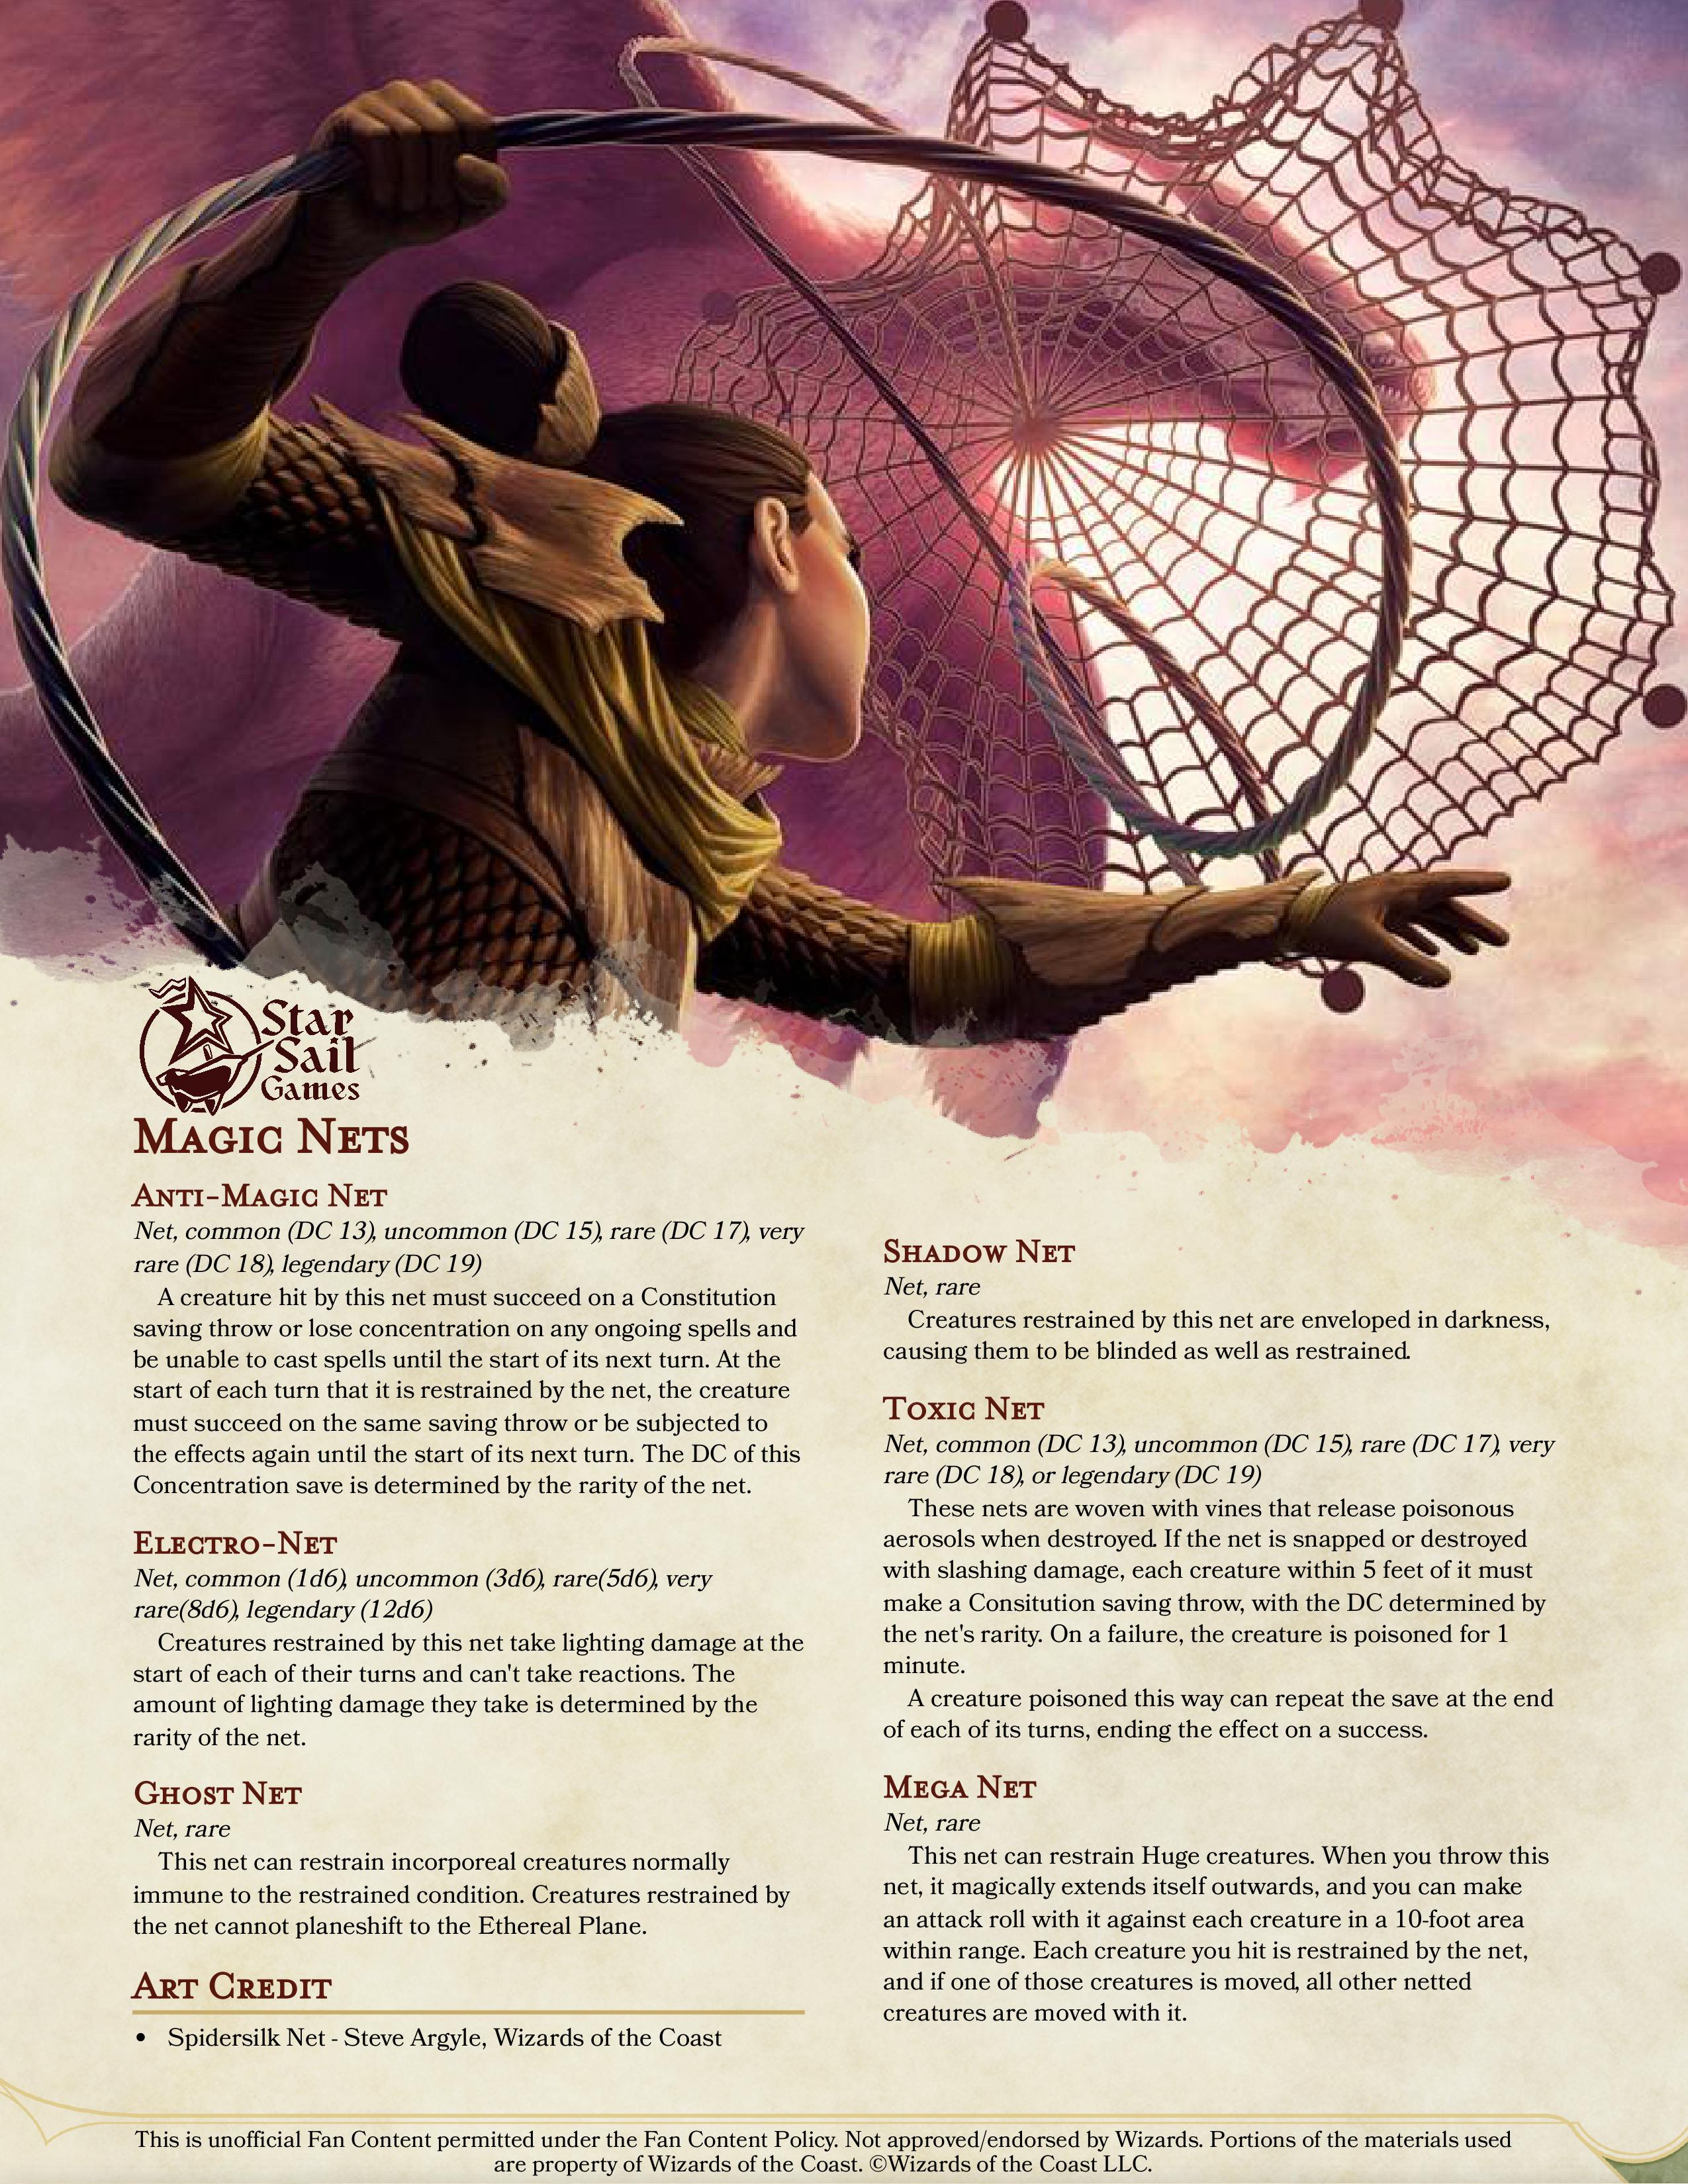 Star
Sail
Games
Magic Nets
Anti-Magic Net
Net, common (DC 13), uncommon (DC 15), rare (DC 17), very
rare (DC 18), legendary (DC 19)
A creature hit by this net must succeed on a Constitution
saving throw or lose concentration on any ongoing spells and
be unable to cast spells until the start of its next turn. At the
start of each turn that it is restrained by the net, the creature
must succeed on the same saving throw or be subjected to
the effects again until the start of its next turn. The DC of this
Concentration save is determined by the rarity of the net.
Electro-Net
Net, common (1d6), uncommon (3d6), rare(5d6), very
rare(8d6), legendary (12d6)
Creatures restrained by this net take lighting damage at the
start of each of their turns and can't take reactions. The
amount of lighting damage they take is determined by the
rarity of the net.
Ghost Net
Net, rare
This net can restrain incorporeal creatures normally
immune to the restrained condition. Creatures restrained by
the net cannot planeshift to the Ethereal Plane.
Art Credit
• Spidersilk Net - Steve Argyle, Wizards of the Coast
Shadow Net
Net, rare
Creatures restrained by this net are enveloped in darkness,
causing them to be blinded as well as restrained.
Toxic Net
Net, common (DC 13), uncommon (DC 15), rare (DC 17), very
rare (DC 18), or legendary (DC 19)
These nets are woven with vines that release poisonous
aerosols when destroyed. If the net is snapped or destroyed
with slashing damage, each creature within 5 feet of it must
make a Consitution saving throw, with the DC determined by
the net's rarity. On a failure, the creature is poisoned for 1
minute.
A creature poisoned this way can repeat the save at the end
of each of its turns, ending the effect on a success.
Mega Net
Net, rare
This net can restrain Huge creatures. When you throw this
net, it magically extends itself outwards, and you can make
an attack roll with it against each creature in a 10-foot area
within range. Each creature you hit is restrained by the net,
and if one of those creatures is moved, all other netted
creatures are moved with it.
This is unofficial Fan Content permitted under the Fan Content Policy. Not approved/endorsed by Wizards. Portions of the materials used
are property of Wizards of the Coast. ©Wizards of the Coast LLC.